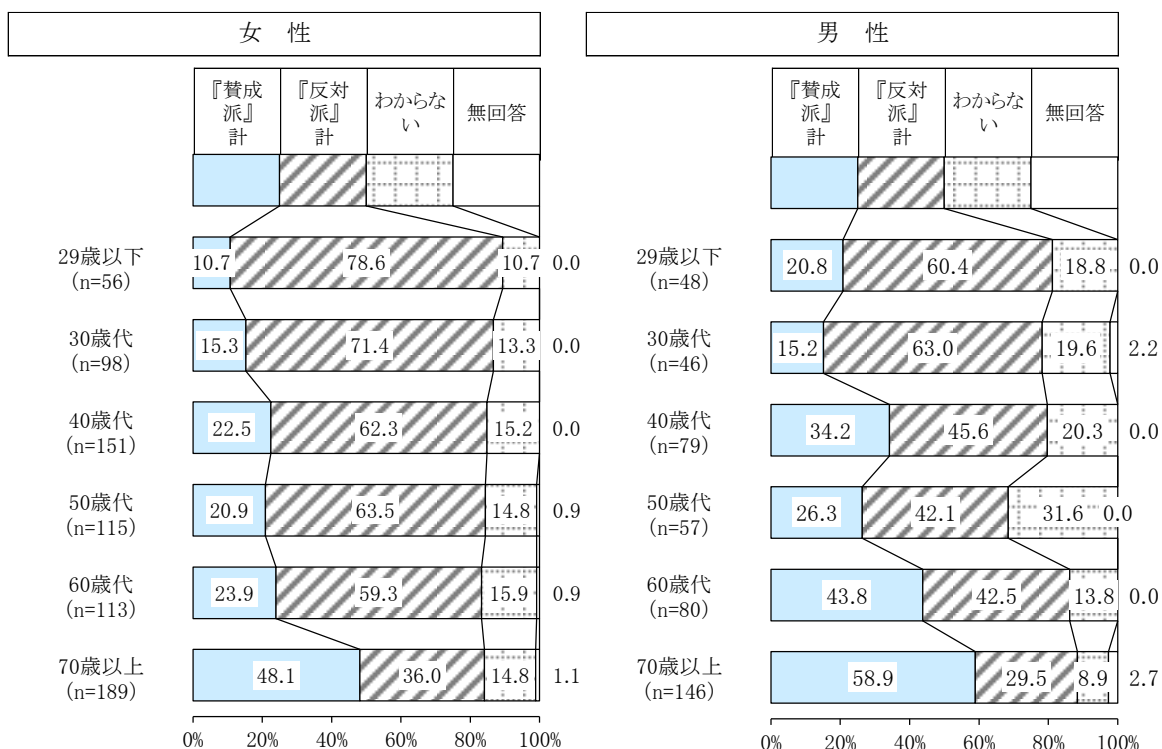 女 性
『賛成
派』
計
『反対
派』
計
わからな
い
無回答
29歳以下
(n=56)
10.7 78.6 10.7 0.0
30歳代
(n=98)
15.3 71.4 13.3 0.0
40歳代
(n=151)
22.5 62.3 15.2 0.0
50歳代
(n=115)
20.9 63.5 14.8 0.9
60歳代
(n=113)
23.9 59.3 15.9 0.9
70歳以上
(n=189)
48.1 36.0 14.8 1.1
0% 20% 40% 60% 80% 100%
男 性
『賛成
派』
計
『反対
派』
計
わからな
い
無回答
29歳以下
(n=48)
20.8 60.4 18.8 0.0
30歳代
(n=46)
15.2 63.0 19.6 2.2
40歳代
(n=79)
34.2 45.6 20.3 0.0
50歳代
(n=57)
26.3 42.1 31.6 0.0
60歳代
(n=80)
43.8 42.5 13.8 0.0
70歳以上
(n=146)
58.9 29.5 8.9 2.7
0% 20% 40% 60% 80% 100%